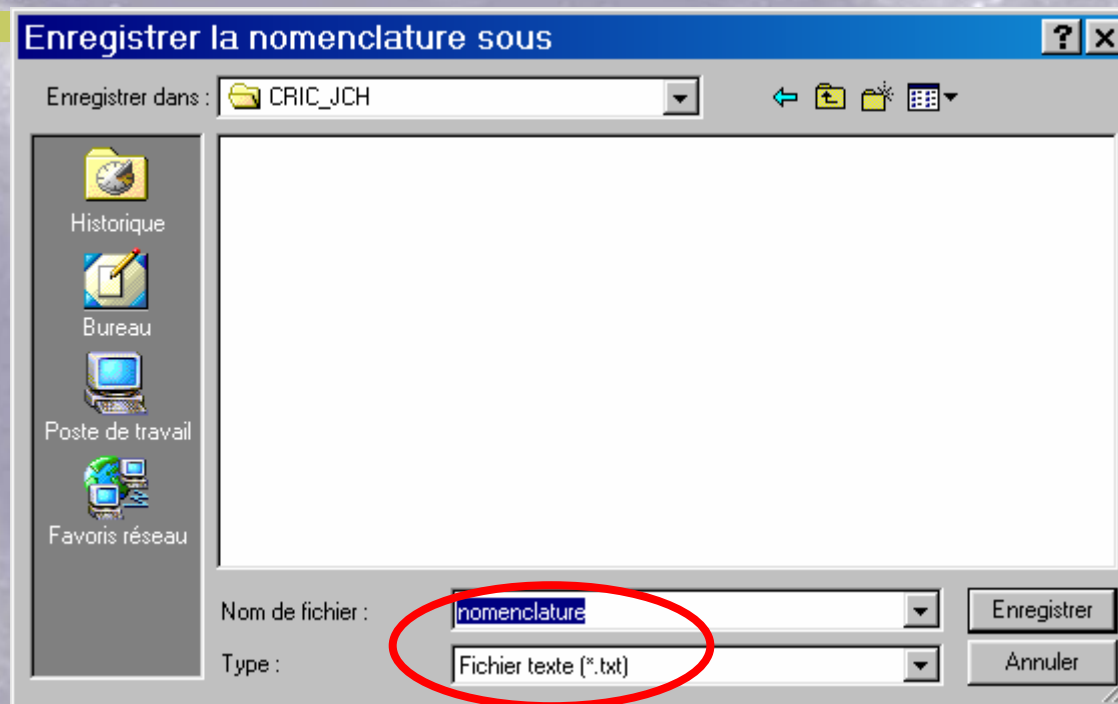 Enregistrer la nomenclature sous
Enregistrer dans : CRIC_JCH
Historique
Bureau
Poste de travail
Favoris réseau
Nom de fichier : nomenclature Enregistrer
Type : Fichier texte (*.txt) Annuler